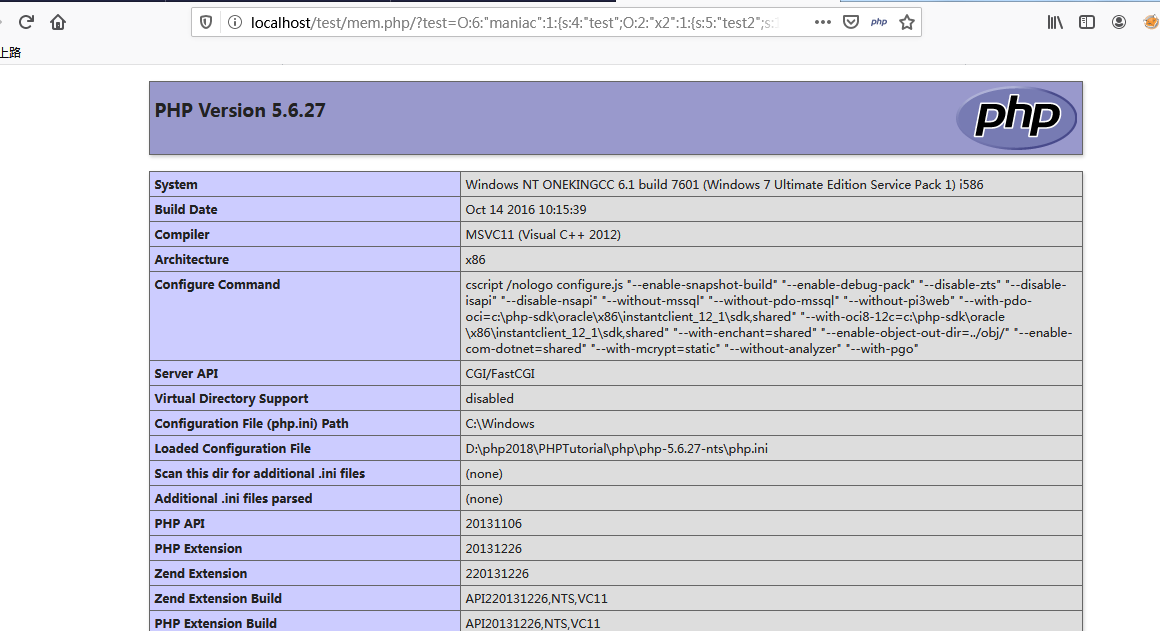 localhost/test/mem.php/?test=O:6:"maniac":1:{s:4:"test";O:2:"x2":1:{s:5:"test2";s:
php
上路
PHP Version 5.6.27
php
System Windows NT ONEKINGCC 6.1 build 7601 (Windows 7 Ultimate Edition Service Pack 1) i586
Build Date Oct 14 2016 10:15:39
Compiler MSVC11 (Visual C++ 2012)
Architecture x86
Configure Command cscript /nologo configure.js "--enable-snapshot-build" "--enable-debug-pack" "--disable-zts" "--disable-
isapi" "--disable-nsapi" "--without-mssql" "--without-pdo-mssql" "--without-pi3web" "--with-pdo-
oci=c:\php-sdk\oracle\x86\instantclient_12_1\sdk,shared" "--with-oci8-12c=c:\php-sdk\oracle
\x86\instantclient_12_1\sdk,shared" "--with-enchant=shared" "--enable-object-out-dir=../obj/" "--enable-
com-dotnet=shared" "--with-mcrypt=static" "--without-analyzer" "--with-pgo"
Server API CGI/FastCGI
Virtual Directory Support disabled
Configuration File (php.ini) Path C:\Windows
Loaded Configuration File D:\php2018\PHPTutorial\php\php-5.6.27-nts\php.ini
Scan this dir for additional .ini files (none)
Additional .ini files parsed (none)
PHP API 20131106
PHP Extension 20131226
Zend Extension 220131226
Zend Extension Build API220131226,NTS,VC11
PHP Extension Build API20131226,NTS,VC11